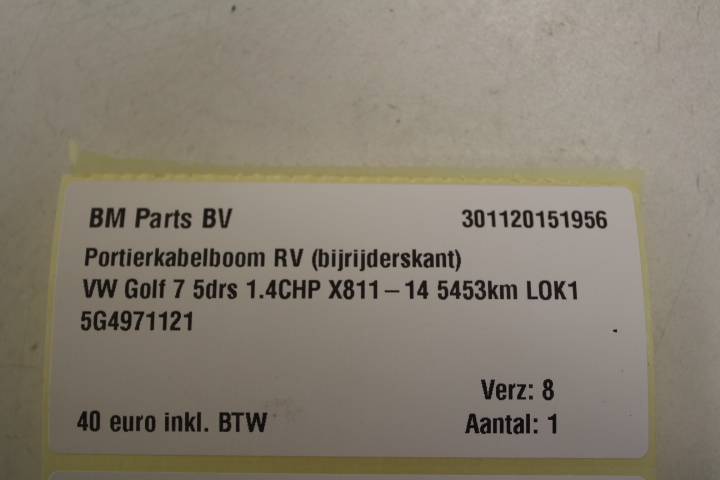 BM Parts BV 301120151956
Portierkabelboom RV (bijrijderskant)
VW Golf 7 5drs 1.4CHP X811-14 5453km LOK1
5G4971121
Verz: 8
40 euro inkl. BTW Aantal: 1